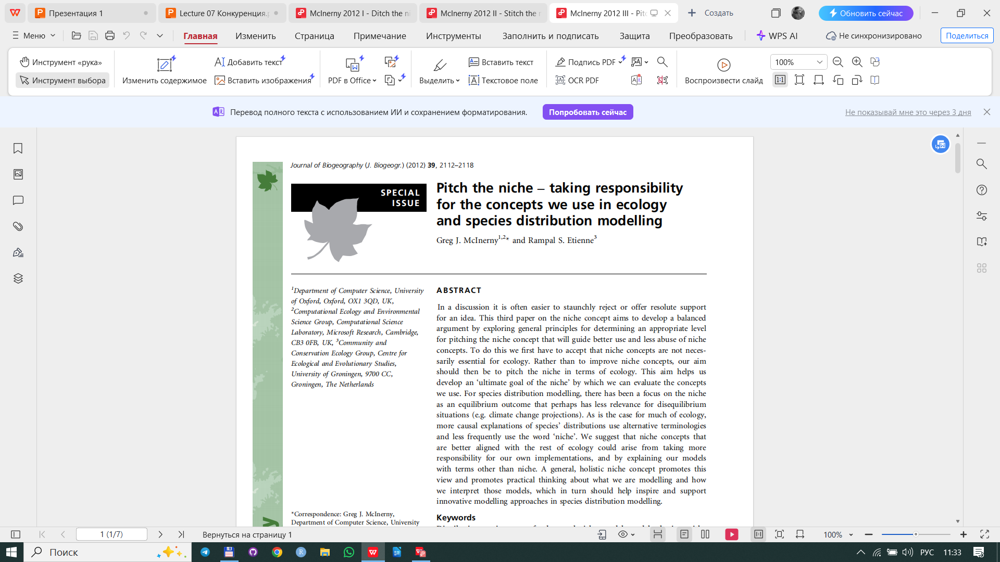 Презентация 1
Lecture 07 Конкуренция.p
McInerny 2012 I - Ditch the ni
McInerny 2012 II - Stitch the n
McInerny 2012 III - Pitc
Создать
Обновить сейчас
Меню
Главная
Изменить
Страница
Примечание
Инструменты
Заполнить и подписать
Защита
Преобразовать
WPS AI
Не синхронизировано
Поделиться
Инструмент «рука»
Инструмент выбора
Изменить содержимое
Добавить текст
Вставить изображения
PDF в Office
Выделить
Вставить текст
Текстовое поле
Подпись PDF
OCR PDF
Воспроизвести слайд
100%
Перевод полного текста с использованием ИИ и сохранением форматирования.
Попробовать сейчас
Не показывай мне это через 3 дня
Journal of Biogeography (J. Biogeogr.) (2012) 39, 2112–2118
SPECIAL
ISSUE
Pitch the niche – taking responsibility
for the concepts we use in ecology
and species distribution modelling
Greg J. McInerny1,2* and Rampal S. Etienne3
1Department of Computer Science, University
of Oxford, Oxford, OX1 3QD, UK,
2Computational Ecology and Environmental
Science Group, Computational Science
Laboratory, Microsoft Research, Cambridge,
CB3 0FB, UK, 3Community and
Conservation Ecology Group, Centre for
Ecological and Evolutionary Studies,
University of Groningen, 9700 CC,
Groningen, The Netherlands
*Correspondence: Greg J. McInerny,
Department of Computer Science, University
ABSTRACT
In a discussion it is often easier to staunchly reject or offer resolute support
for an idea. This third paper on the niche concept aims to develop a balanced
argument by exploring general principles for determining an appropriate level
for pitching the niche concept that will guide better use and less abuse of niche
concepts. To do this we first have to accept that niche concepts are not neces-
sarily essential for ecology. Rather than to improve niche concepts, our aim
should then be to pitch the niche in terms of ecology. This aim helps us
develop an ‘ultimate goal of the niche’ by which we can evaluate the concepts
we use. For species distribution modelling, there has been a focus on the niche
as an equilibrium outcome that perhaps has less relevance for disequilibrium
situations (e.g. climate change projections). As is the case for much of ecology,
more causal explanations of species’ distributions use alternative terminologies
and less frequently use the word ‘niche’. We suggest that niche concepts that
are better aligned with the rest of ecology could arise from taking more
responsibility for our own implementations, and by explaining our models
with terms other than niche. A general, holistic niche concept promotes this
view and promotes practical thinking about what we are modelling and how
we interpret those models, which in turn should help inspire and support
innovative modelling approaches in species distribution modelling.
Keywords
1 (1/7)
Вернуться на страницу 1
100%
Поиск
РУС
11:33